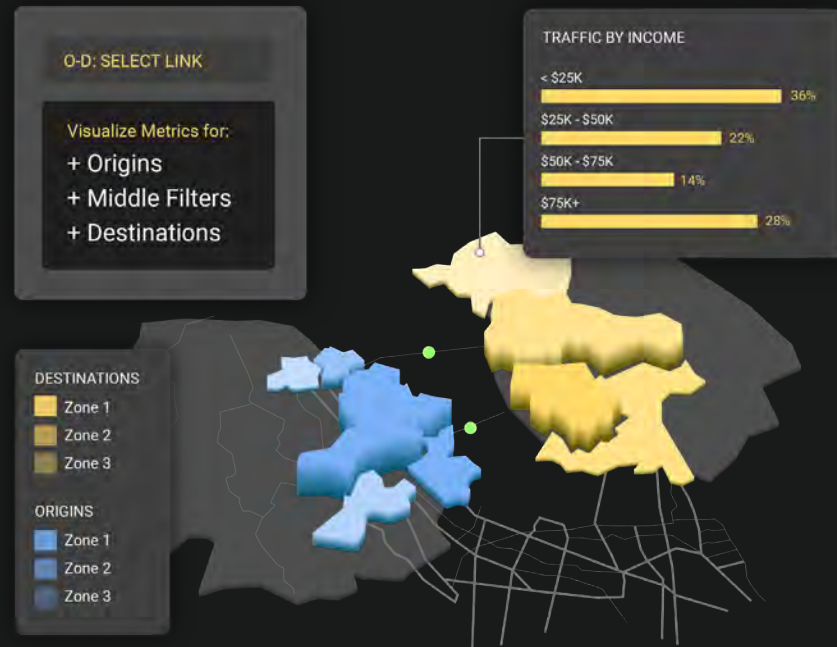 O-D: SELECT LINK
Visualize Metrics for:
+ Origins
+ Middle Filters
+ Destinations
TRAFFIC BY INCOME
< $25K
36%
$25K - $50K
22%
$50K - $75K
14%
$75K+
28%
DESTINATIONS
Zone 1
Zone 2
Zone 3
ORIGINS
Zone 1
Zone 2
Zone 3